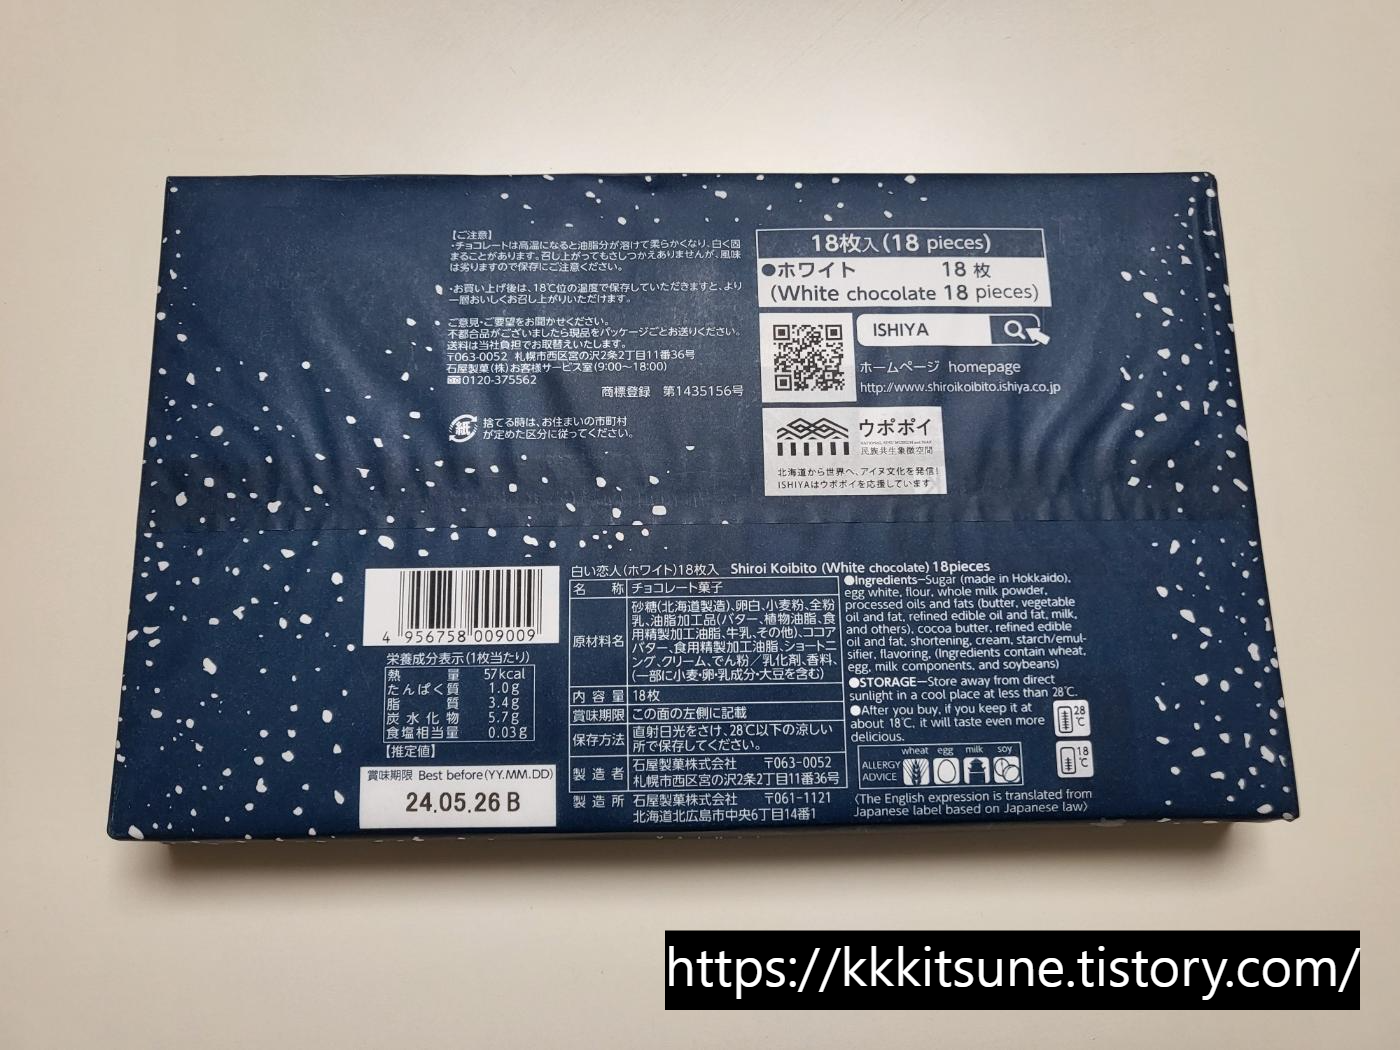 【ご注意】
・チョコレートは高温になると油脂分が溶けて柔らかくなり、白く固
まることがあります。召し上がってもさしつかえありませんが、風味
は劣りますので保存にご注意ください。
・お買い上げ後は、18℃位の温度で保存していただきますと、より
一層おいしくお召し上がりいただけます。
ご意見・ご要望をお聞かせください。
不都合品がございましたら現品をパッケージごとお送りください。
送料は当社負担でお取替えいたします。
〒063-0052 札幌市西区宮の沢2条2丁目11番36号
石屋製菓(株)お客様サービス室(9:00〜18:00)
0120-375562
商標登録 第1435156号
紙
捨てる時は、お住まいの市町村
が定めた区分に従ってください。
18枚入(18 pieces)
●ホワイト 18枚
(White chocolate 18 pieces)
ISHIYA
ホームページ homepage
http://www.shiroikoibito.ishiya.co.jp
ウポポイ
民族共生象徴空間
北海道から世界へ、アイヌ文化を発信!
ISHIYAはウポポイを応援しています
4 956758 009009
栄養成分表示(1枚当たり)
熱量 57kcal
たんぱく質 1.0g
脂質 3.4g
炭水化物 5.7g
食塩相当量 0.03g
【推定値】
賞味期限 Best before(YY.MM.DD)
24.05.26 B
白い恋人(ホワイト)18枚入 Shiroi Koibito (White chocolate) 18pieces
名称 チョコレート菓子
原材料名
砂糖(北海道製造)、卵白、小麦粉、全粉
乳、油脂加工品(バター、植物油脂、食
用精製加工油脂、牛乳、その他)、ココア
バター、食用精製加工油脂、ショートニ
ング、クリーム、でん粉/乳化剤、香料、
(一部に小麦・卵・乳成分・大豆を含む)
内容量 18枚
賞味期限 この面の左側に記載
保存方法 直射日光をさけ、28℃以下の涼しい
所で保存してください。
製造者 石屋製菓株式会社 〒063-0052
札幌市西区宮の沢2条2丁目11番36号
製造所 石屋製菓株式会社 〒061-1121
北海道北広島市中央6丁目14番1
●Ingredients–Sugar (made in Hokkaido),
egg white, flour, whole milk powder,
processed oils and fats (butter, vegetable
oil and fat, refined edible oil and fat, milk,
and others), cocoa butter, refined edible
oil and fat, shortening, cream, starch/emul-
sifier, flavoring, (Ingredients contain wheat,
egg, milk components, and soybeans)
●STORAGE–Store away from direct
sunlight in a cool place at less than 28℃.
●After you buy, if you keep it at
about 18℃, it will taste even more
delicious.
28℃
18℃
ALLERGY
ADVICE
wheat egg milk soy
〈The English expression is translated from
Japanese label based on Japanese law〉
https://kkkitsune.tistory.com/